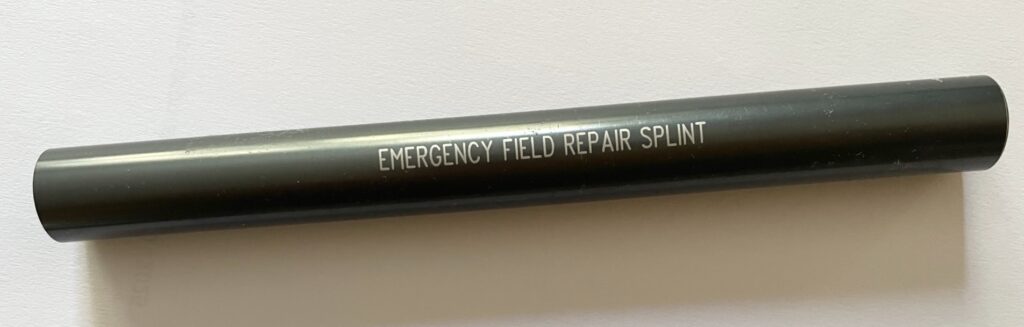 EMERGENCY FIELD REPAIR SPLINT